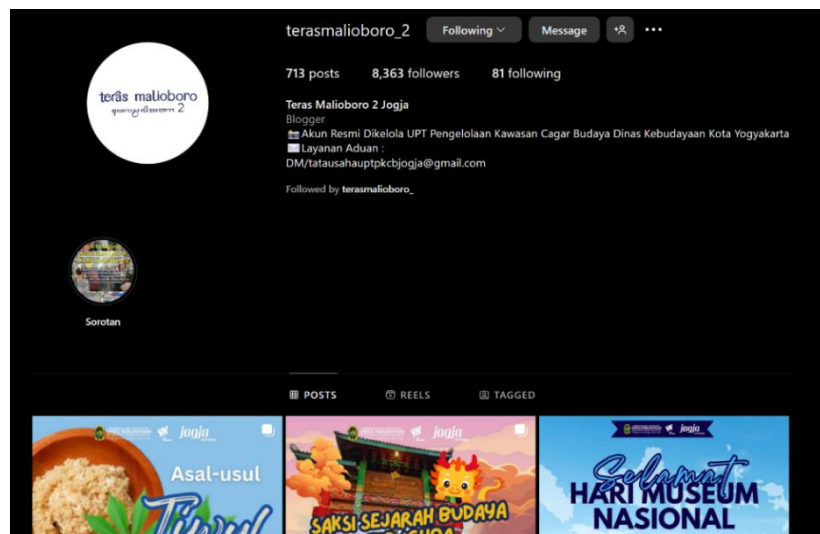 terasmalioboro_2 Following Message
713 posts 8,363 followers 81 following
teras malioboro
2
Teras Malioboro 2 Jogja
Blogger
Akun Resmi Dikelola UPT Pengelolaan Kawasan Cagar Budaya Dinas Kebudayaan Kota Yogyakarta
Layanan Aduan :
DM/tatausahauptpkcbjogja@gmail.com
Followed by terasmalioboro_
Sorotan
POSTS REELS TAGGED
jogja
Asal-usul
Tiwul
jogja
SAKSI SEJARAH BUDAYA
jogja
Selamat
HARI MUSEUM
NASIONAL